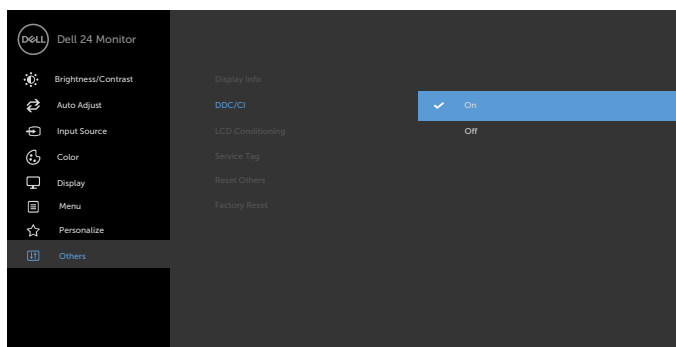 DELL Dell 24 Monitor
Brightness/Contrast
Auto Adjust
Input Source
Color
Display
Menu
Personalize
Others
Display Info
DDC/CI
LCD Conditioning
Service Tag
Reset Others
Factory Reset
On
Off